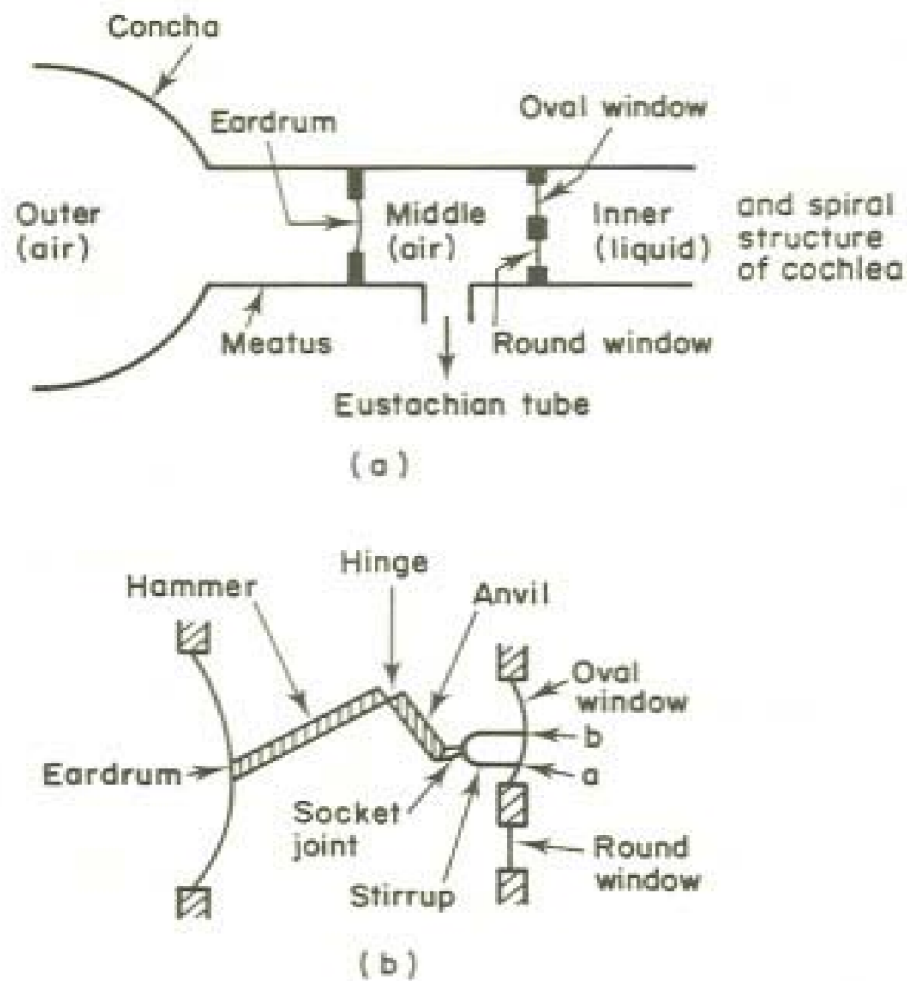 Concha
Eardrum
Oval window
Outer
(air)
Middle
(air)
Inner
(liquid)
and spiral
structure
of cochlea
Meatus
Round window
Eustachian tube
(a)
Hinge
Hammer
Anvil
Oval
window
b
Eardrum
a
Socket
joint
Round
window
Stirrup
(b)